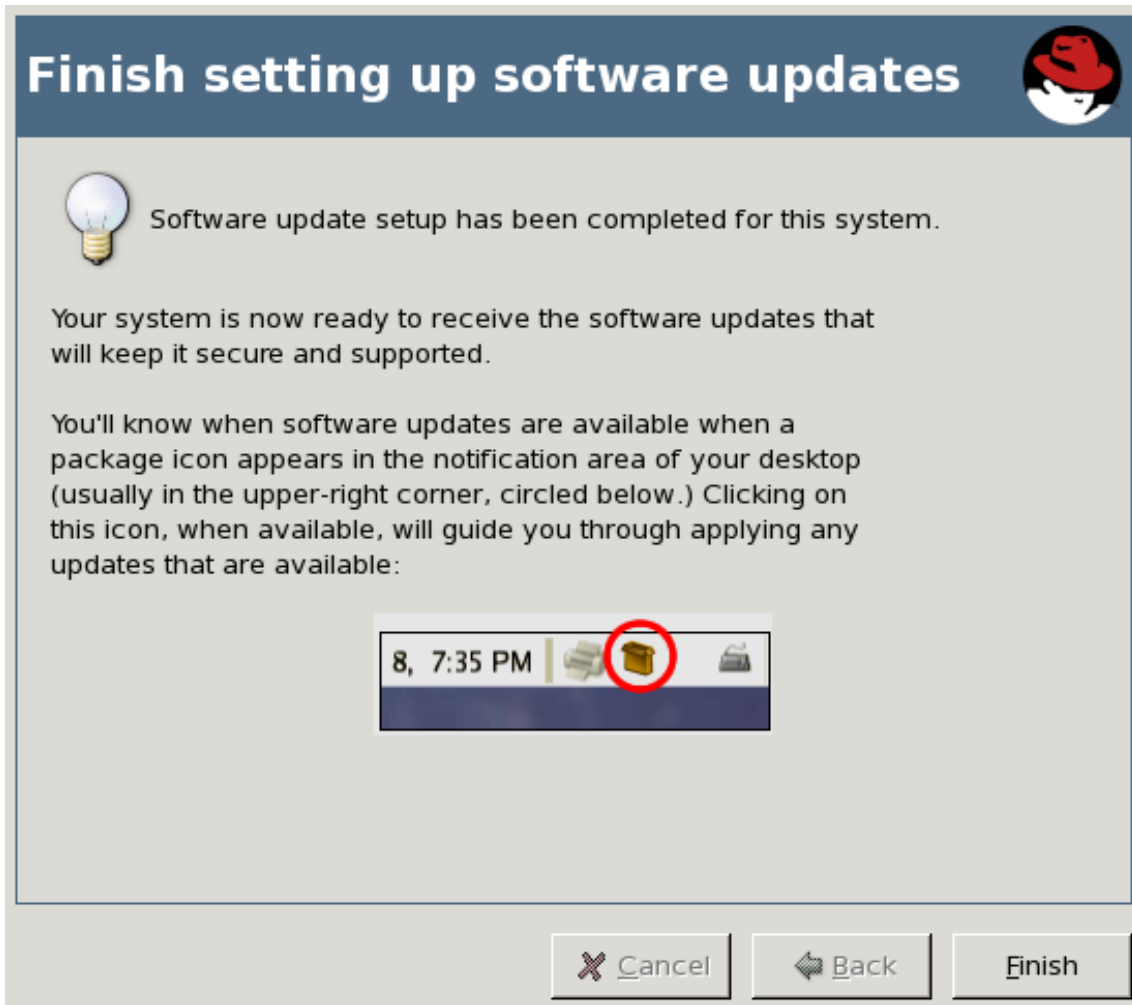 Finish setting up software updates
Software update setup has been completed for this system.
Your system is now ready to receive the software updates that
will keep it secure and supported.
You'll know when software updates are available when a
package icon appears in the notification area of your desktop
(usually in the upper-right corner, circled below.) Clicking on
this icon, when available, will guide you through applying any
updates that are available:
8, 7:35 PM
Cancel
Back
Finish